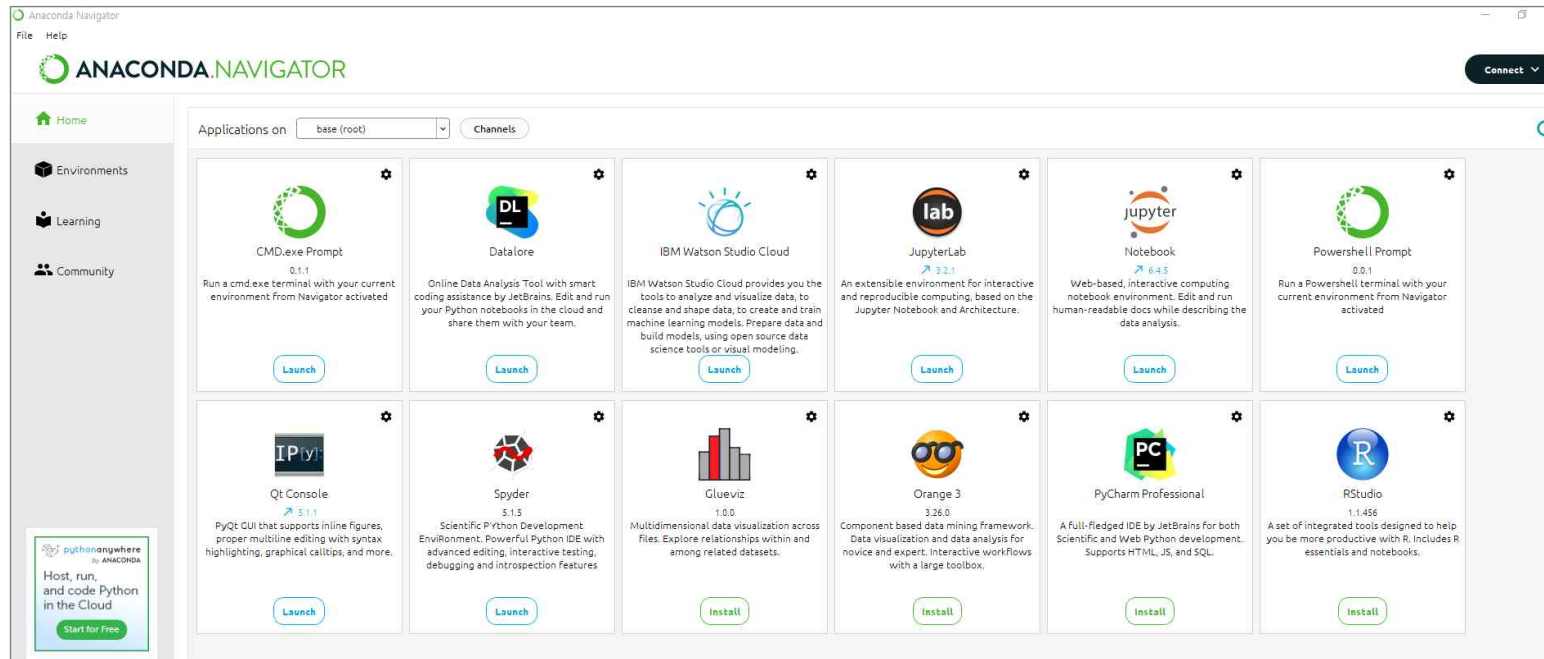 Anaconda Navigator
File Help
ANACONDA.NAVIGATOR
Connect
Home
Environments
Learning
Community
Applications on base (root) Channels
CMD.exe Prompt
0.1.1
Run a cmd.exe terminal with your current
environment from Navigator activated
Launch
DL
Datalore
Online Data Analysis Tool with smart
coding assistance by JetBrains. Edit and run
your Python notebooks in the cloud and
share them with your team.
Launch
IBM Watson Studio Cloud
IBM Watson Studio Cloud provides you the
tools to analyze and visualize data, to
cleanse and shape data, to create and train
machine learning models. Prepare data and
build models, using open source data
science tools or visual modeling.
Launch
lab
JupyterLab
3.2.1
An extensible environment for interactive
and reproducible computing, based on the
Jupyter Notebook and Architecture.
Launch
jupyter
Notebook
6.4.5
Web-based, interactive computing
notebook environment. Edit and run
human-readable docs while describing the
data analysis.
Launch
Powershell Prompt
0.0.1
Run a Powershell terminal with your
current environment from Navigator
activated
Launch
IP[y]:
Qt Console
5.1.1
PyQt GUI that supports inline figures,
proper multiline editing with syntax
highlighting, graphical calltips, and more.
Launch
Spyder
5.1.5
Scientific PYthon Development
EnviRonment. Powerful Python IDE with
advanced editing, interactive testing,
debugging and introspection features
Launch
Glueviz
1.0.0
Multidimensional data visualization across
files. Explore relationships within and
among related datasets.
Install
Orange 3
3.26.0
Component based data mining framework.
Data visualization and data analysis for
novice and expert. Interactive workflows
with a large toolbox.
Install
PC
PyCharm Professional
A full-fledged IDE by JetBrains for both
Scientific and Web Python development.
Supports HTML, JS, and SQL.
Install
R
RStudio
1.1.456
A set of integrated tools designed to help
you be more productive with R. Includes R
essentials and notebooks.
Install
pythonanywhere
by ANACONDA
Host, run,
and code Python
in the Cloud
Start for Free